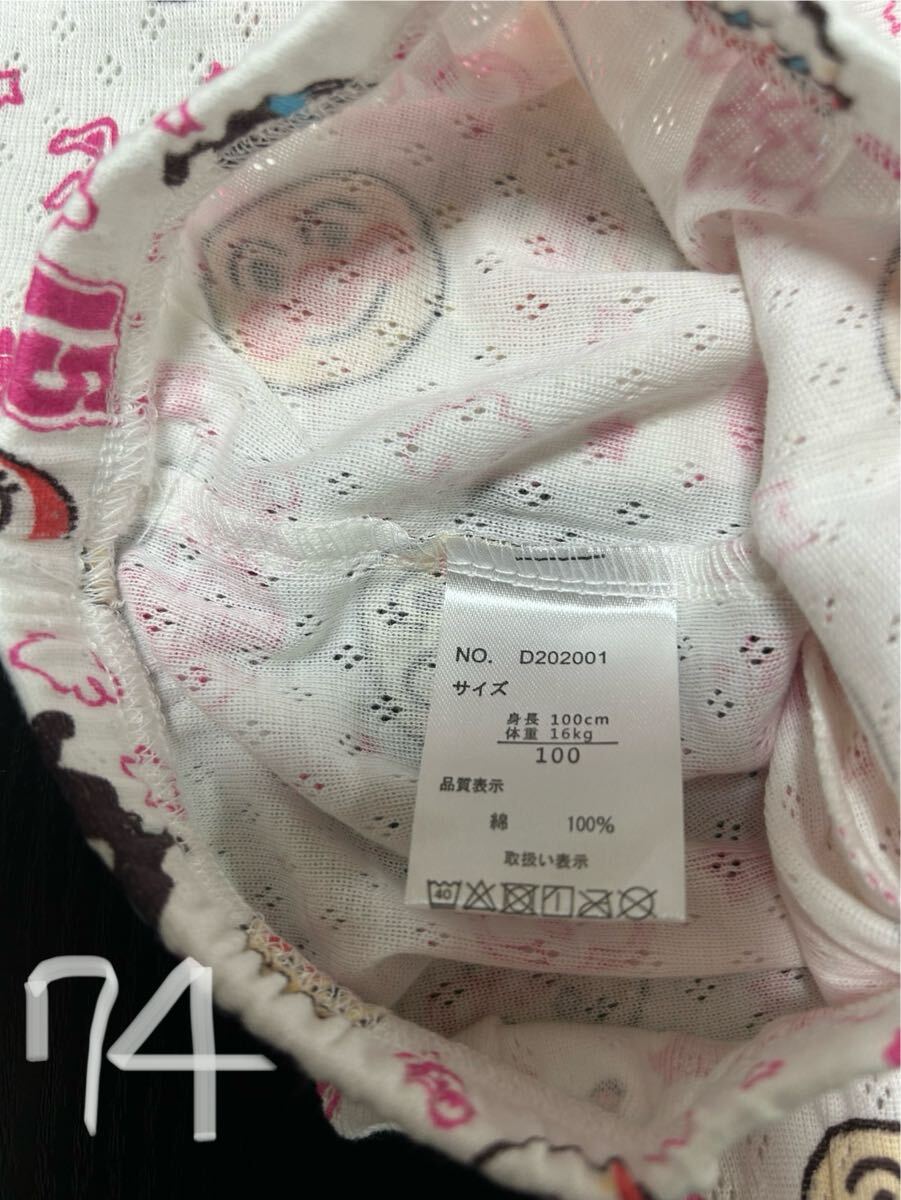 NO. D202001
サイズ
身長 100cm
体重 16kg
100
品質表示
綿 100%
取扱い表示
40
74